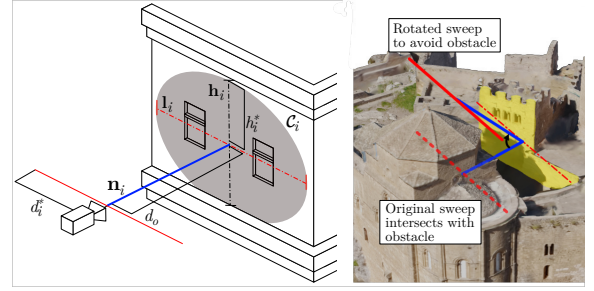 h_i
l_i
h_i^*
C_i
n_i
d_i^*
d_o
Rotated sweep
to avoid obstacle
Original sweep
intersects with
obstacle